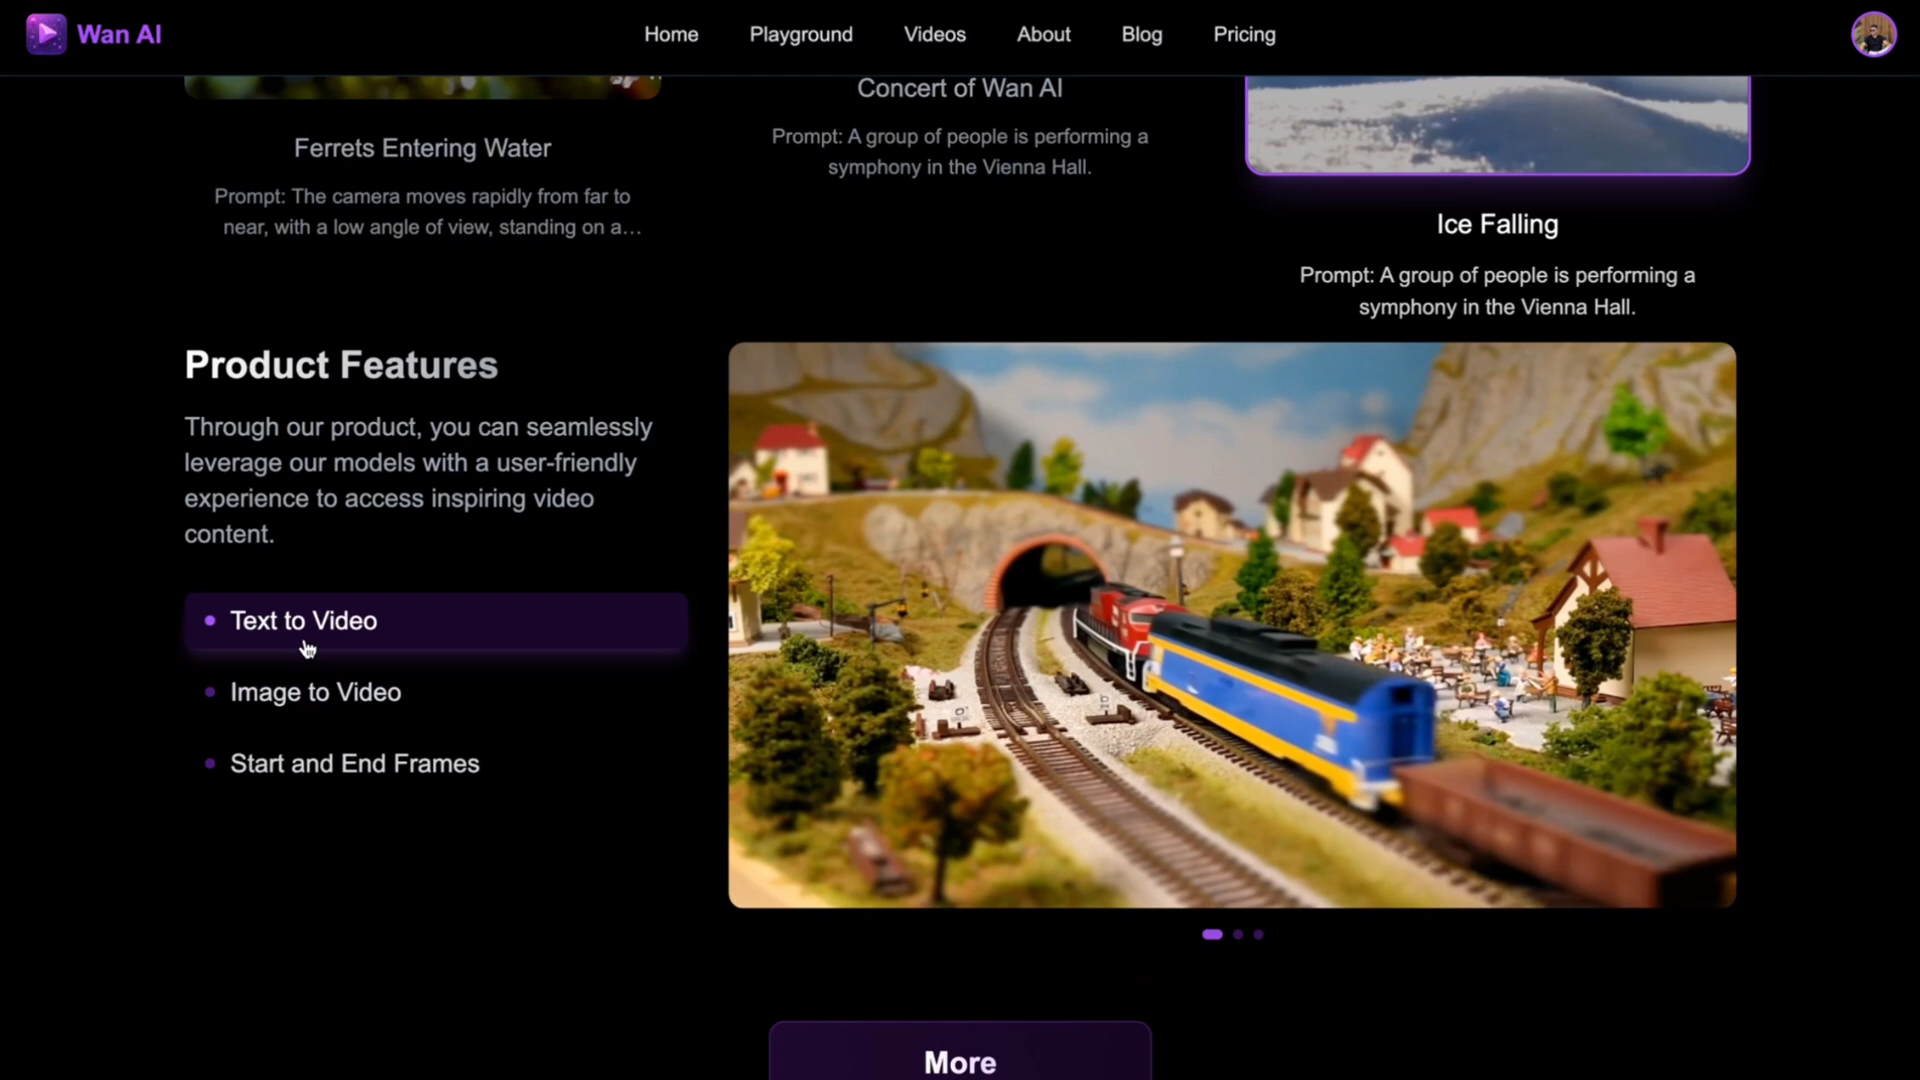 Wan AI
Home
Playground
Videos
About
Blog
Pricing
Ferrets Entering Water
Prompt: The camera moves rapidly from far to
near, with a low angle of view, standing on a...
Concert of Wan AI
Prompt: A group of people is performing a
symphony in the Vienna Hall.
Ice Falling
Prompt: A group of people is performing a
symphony in the Vienna Hall.
Product Features
Through our product, you can seamlessly
leverage our models with a user-friendly
experience to access inspiring video
content.
Text to Video
Image to Video
Start and End Frames
More